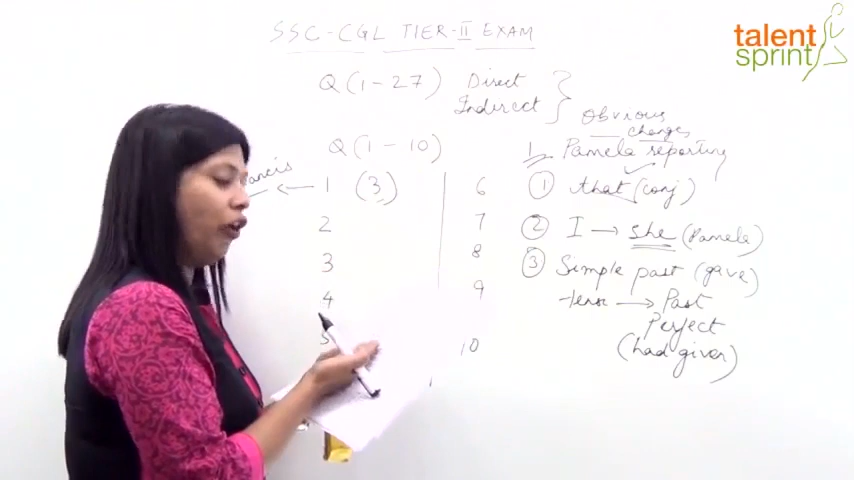 SSC-CGL TIER-II EXAM
talent
sprint
Q(1-27) Direct
Indirect
Obvious
changes
Q(1-10)
1 (3)
2
3
4
5
6
7
8
9
10
1. Pamela reporting
① that (conj)
② I → she (Pamela)
③ Simple past (gave)
tense → Past
Perfect
(had given)